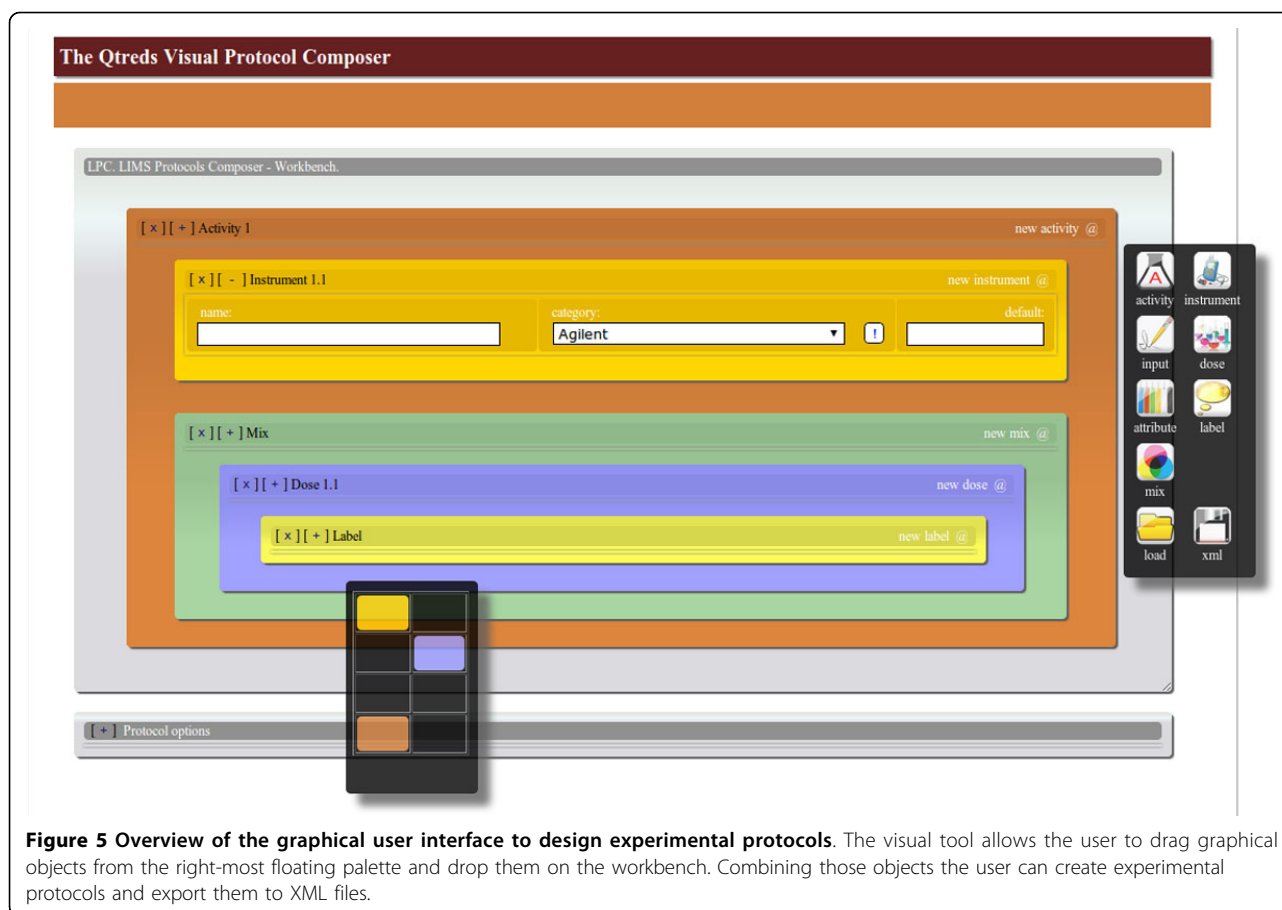 The Qtreds Visual Protocol Composer
LPC. LIMS Protocols Composer - Workbench.
[ x ] [ + ] Activity 1 new activity @
[ x ] [ - ] Instrument 1.1 new instrument @
name: category: default:
Agilent ▼ !
[ x ] [ + ] Mix new mix @
[ x ] [ + ] Dose 1.1 new dose @
[ x ] [ + ] Label new label @
[ + ] Protocol options
A
activity instrument
input dose
attribute label
mix
load xml
Figure 5 Overview of the graphical user interface to design experimental protocols. The visual tool allows the user to drag graphical
objects from the right-most floating palette and drop them on the workbench. Combining those objects the user can create experimental
protocols and export them to XML files.